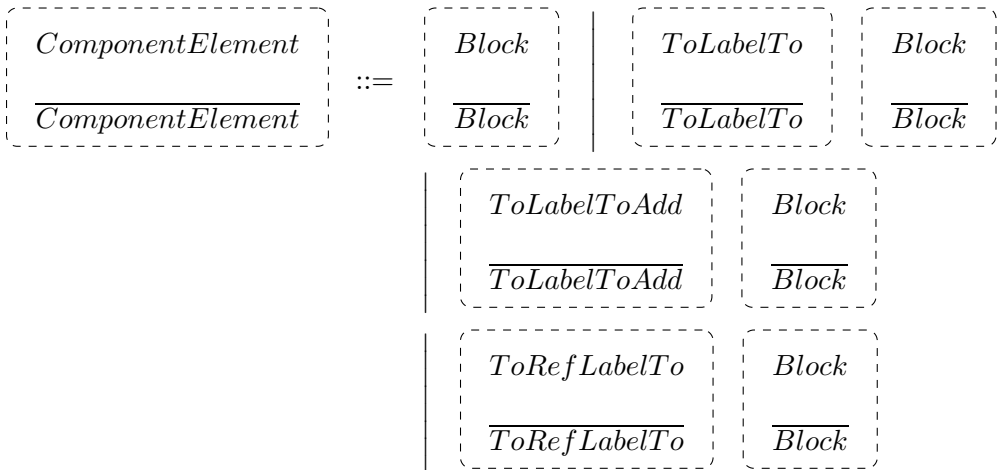 ComponentElement Block | ToLabelTo Block
::=
ComponentElement Block ToLabelTo Block
| ToLabelToAdd Block
ToLabelToAdd Block
| ToRefLabelTo Block
ToRefLabelTo Block